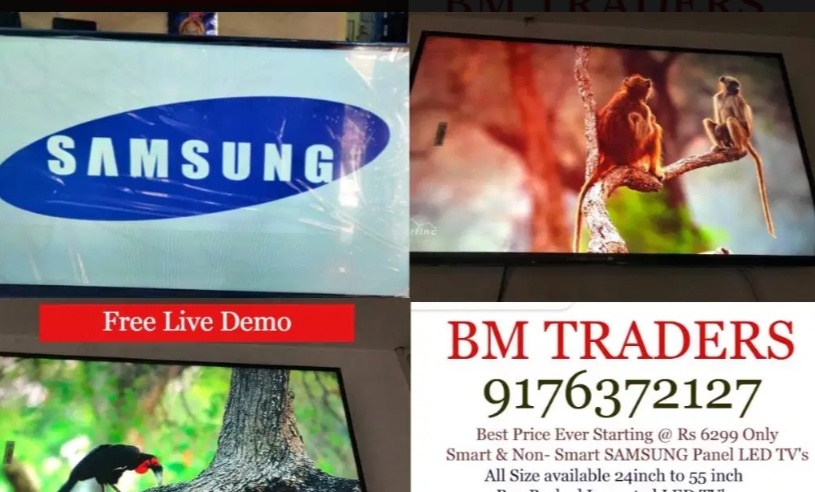 SAMSUNG
Free Live Demo
BM TRADERS
9176372127
Best Price Ever Starting @ Rs 6299 Only
Smart & Non- Smart SAMSUNG Panel LED TV's
All Size available 24inch to 55 inch